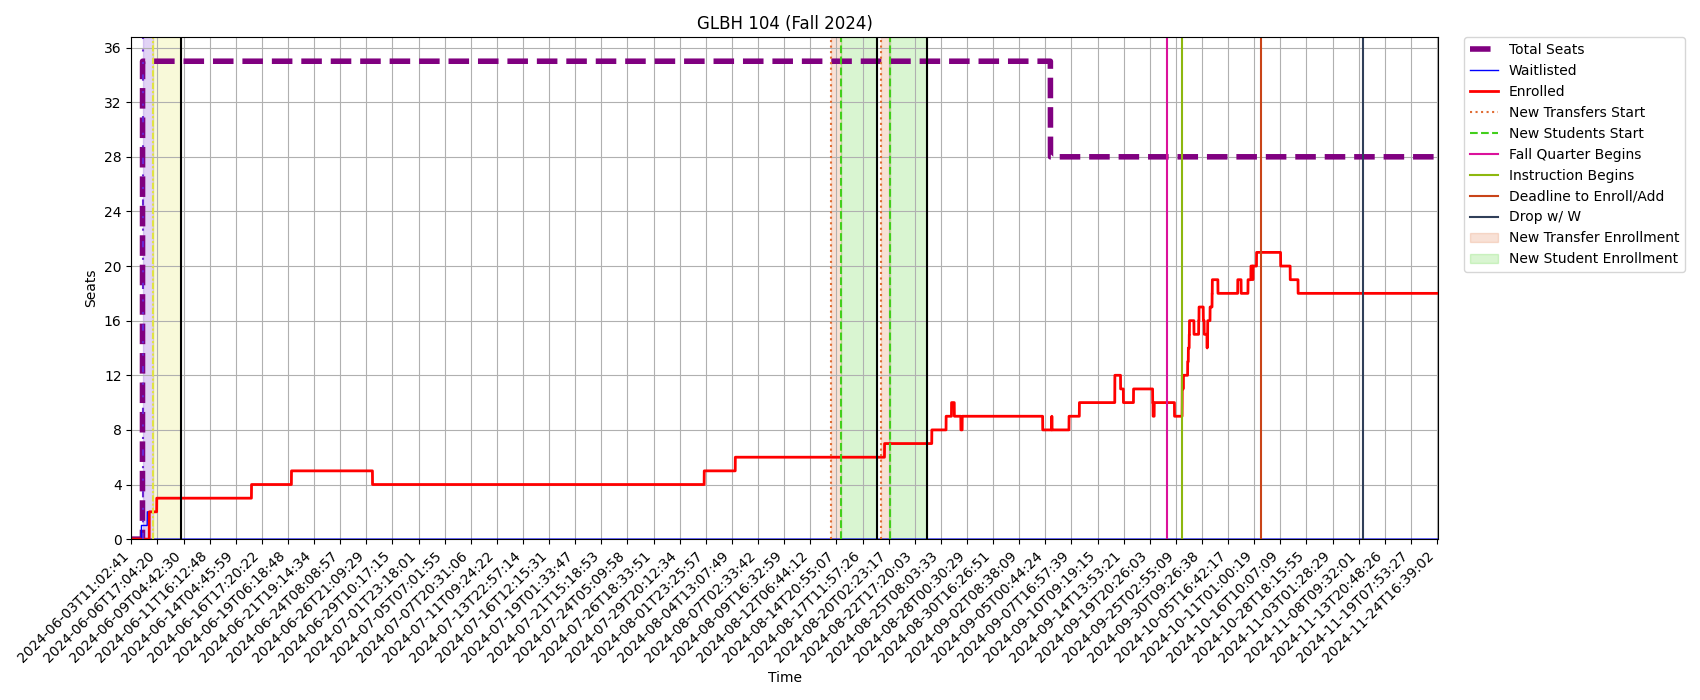 GLBH 104 (Fall 2024)
Total Seats
Waitlisted
Enrolled
New Transfers Start
New Students Start
Fall Quarter Begins
Instruction Begins
Deadline to Enroll/Add
Drop w/ W
New Transfer Enrollment
New Student Enrollment
Seats
36
32
28
24
20
16
12
8
4
0
2024-06-03T11:02:41
2024-06-06T17:04:20
2024-06-09T04:42:30
2024-06-11T16:12:48
2024-06-14T04:45:59
2024-06-16T17:20:22
2024-06-19T06:18:48
2024-06-21T19:14:34
2024-06-24T08:08:57
2024-06-26T21:09:29
2024-06-29T10:17:15
2024-07-01T23:18:01
2024-07-05T07:01:55
2024-07-07T20:31:06
2024-07-11T09:24:22
2024-07-13T22:57:14
2024-07-16T12:15:31
2024-07-19T01:33:47
2024-07-21T15:18:53
2024-07-24T05:09:58
2024-07-26T18:33:51
2024-07-29T20:12:34
2024-08-01T23:25:57
2024-08-04T13:07:49
2024-08-07T02:33:42
2024-08-09T16:32:59
2024-08-12T06:44:12
2024-08-14T20:55:07
2024-08-17T11:57:26
2024-08-20T02:23:17
2024-08-22T17:20:03
2024-08-25T08:03:33
2024-08-28T00:30:29
2024-08-30T16:26:51
2024-09-02T08:38:09
2024-09-05T00:44:24
2024-09-07T16:57:39
2024-09-10T09:19:15
2024-09-14T13:53:21
2024-09-19T20:26:03
2024-09-25T02:55:09
2024-09-30T09:26:38
2024-10-05T16:42:17
2024-10-11T01:00:19
2024-10-16T10:07:09
2024-10-28T18:15:55
2024-11-03T01:28:29
2024-11-08T09:32:01
2024-11-13T20:48:26
2024-11-19T07:53:27
2024-11-24T16:39:02
Time